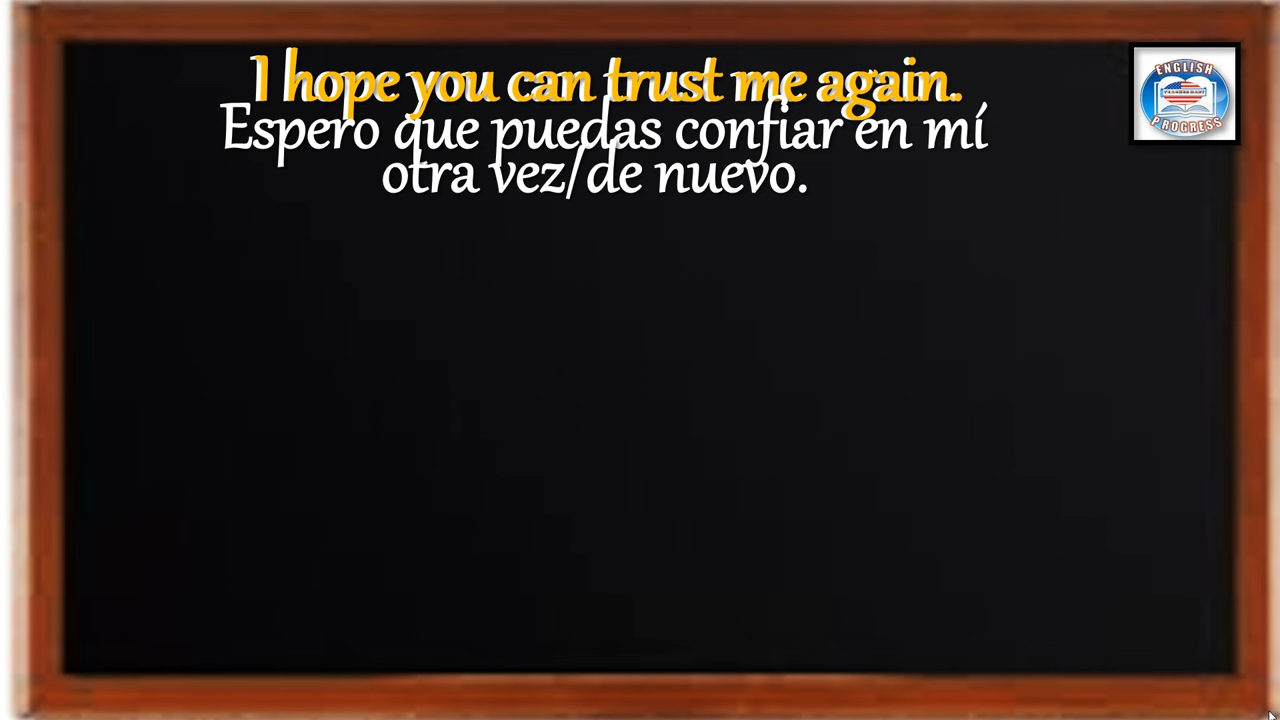 I hope you can trust me again.
Espero que puedas confiar en mí
otra vez/de nuevo.
ENGLISH
PROGRESS